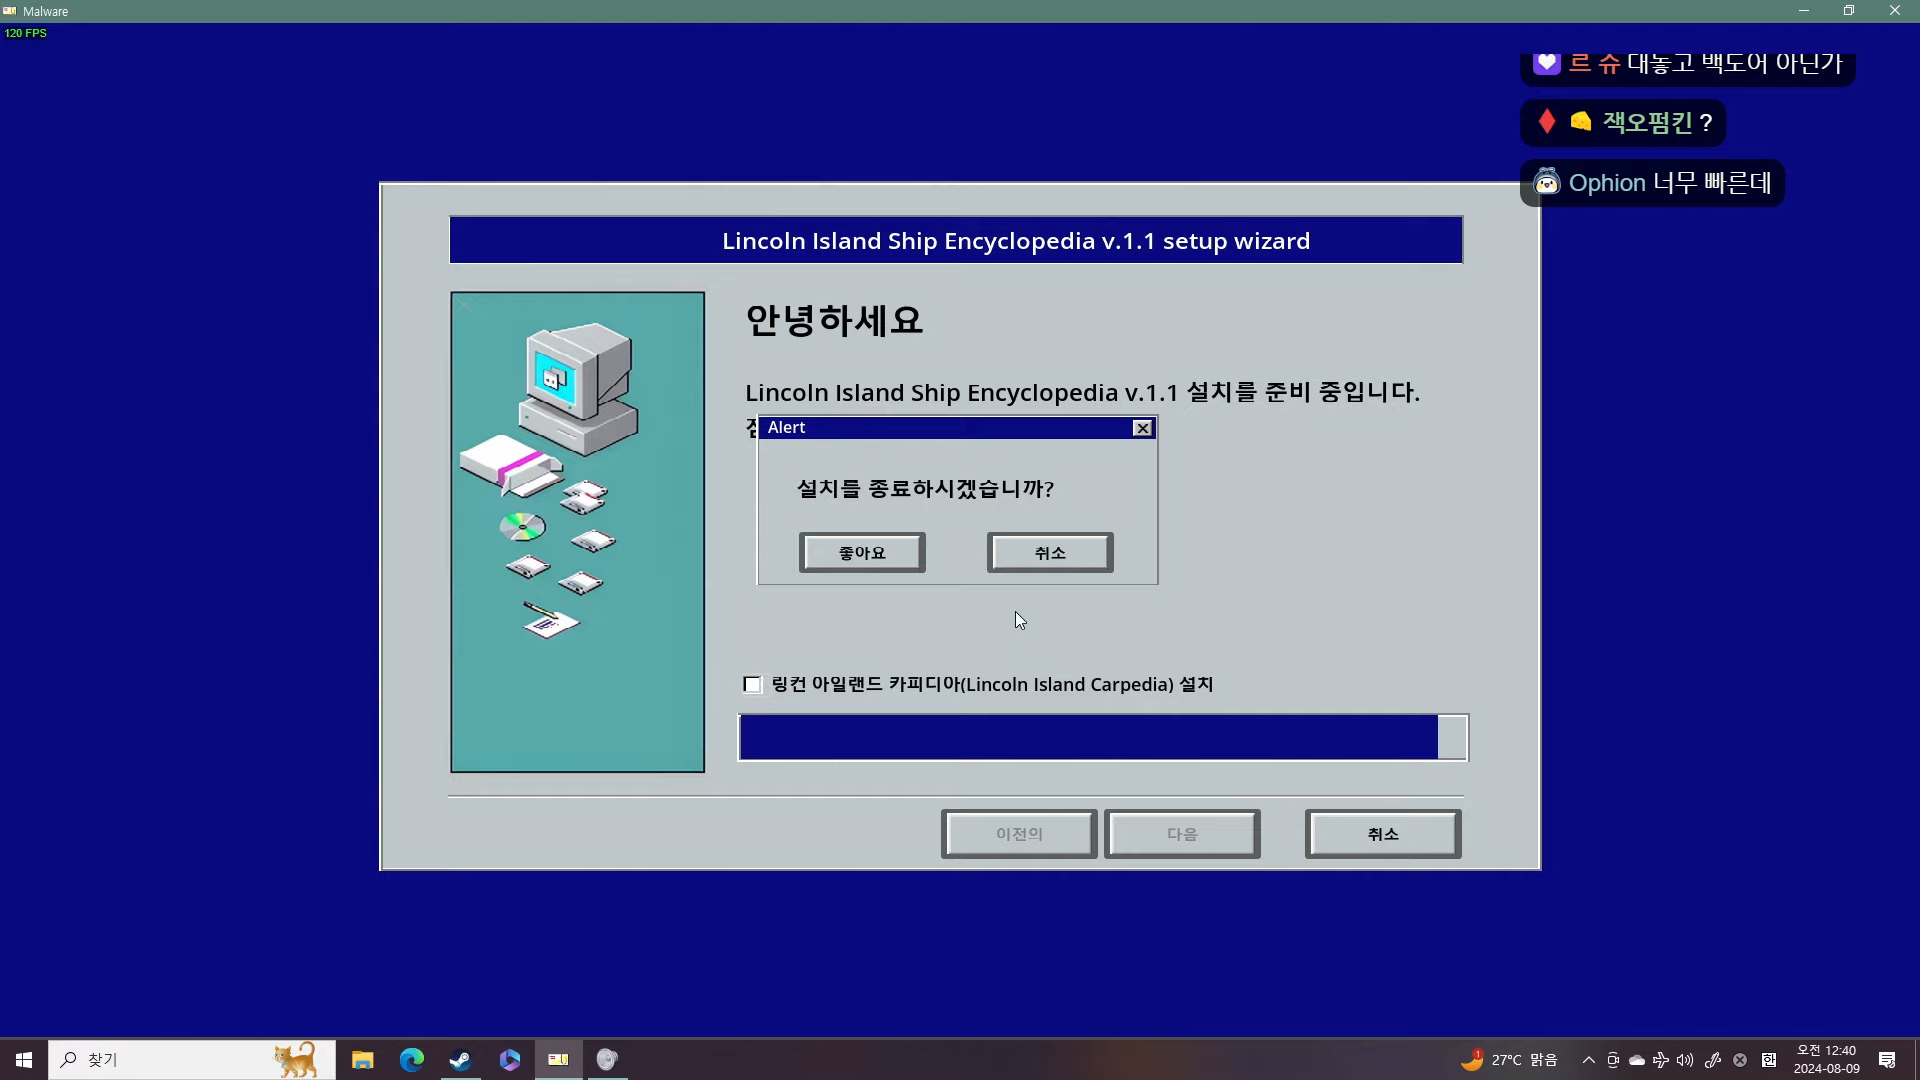 Malware
120 FPS
르 슈 대놓고 백도어 아닌가
잭오펌킨 ?
Ophion 너무 빠른데
Lincoln Island Ship Encyclopedia v.1.1 setup wizard
안녕하세요
Lincoln Island Ship Encyclopedia v.1.1 설치를 준비 중입니다.
Alert
설치를 종료하시겠습니까?
좋아요
취소
링컨 아일랜드 카피디아(Lincoln Island Carpedia) 설치
이전의
다음
취소
찾기
1
27°C 맑음
한
오전 12:40
2024-08-09